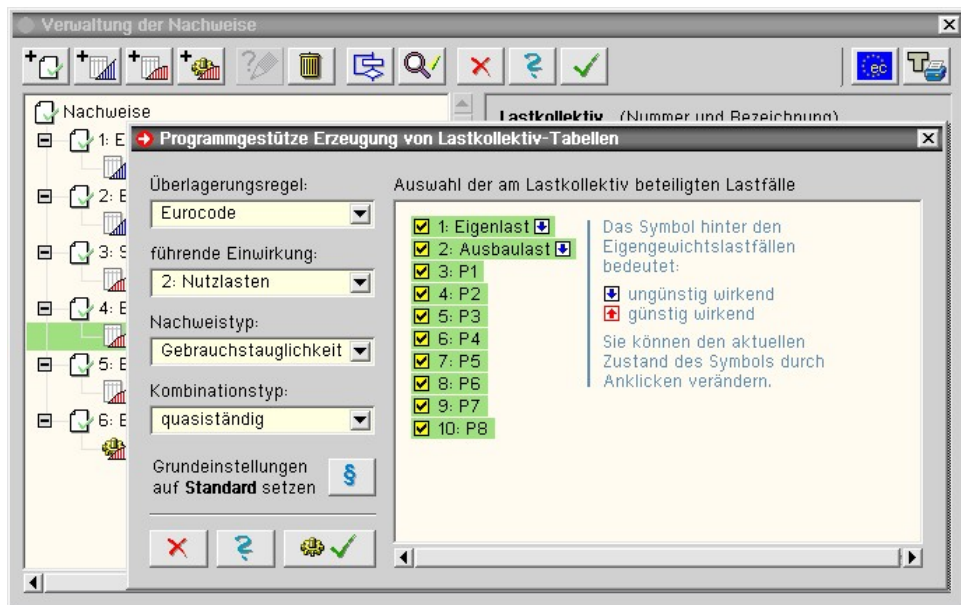 Verwaltung der Nachweise
ec
Nachweise
Lastkollektiv (Nummer und Bezeichnung)
1: E
2: E
3: S
4: E
5: E
6: E
Programmgestütze Erzeugung von Lastkollektiv-Tabellen
Überlagerungsregel:
Eurocode
führende Einwirkung:
2: Nutzlasten
Nachweistyp:
Gebrauchstauglichkeit
Kombinationstyp:
quasiständig
Grundeinstellungen
auf Standard setzen
§
Auswahl der am Lastkollektiv beteiligten Lastfälle
1: Eigenlast
2: Ausbaulast
3: P1
4: P2
5: P3
6: P4
7: P5
8: P6
9: P7
10: P8
Das Symbol hinter den
Eigengewichtslastfällen
bedeutet:
ungünstig wirkend
günstig wirkend
Sie können den aktuellen
Zustand des Symbols durch
Anklicken verändern.